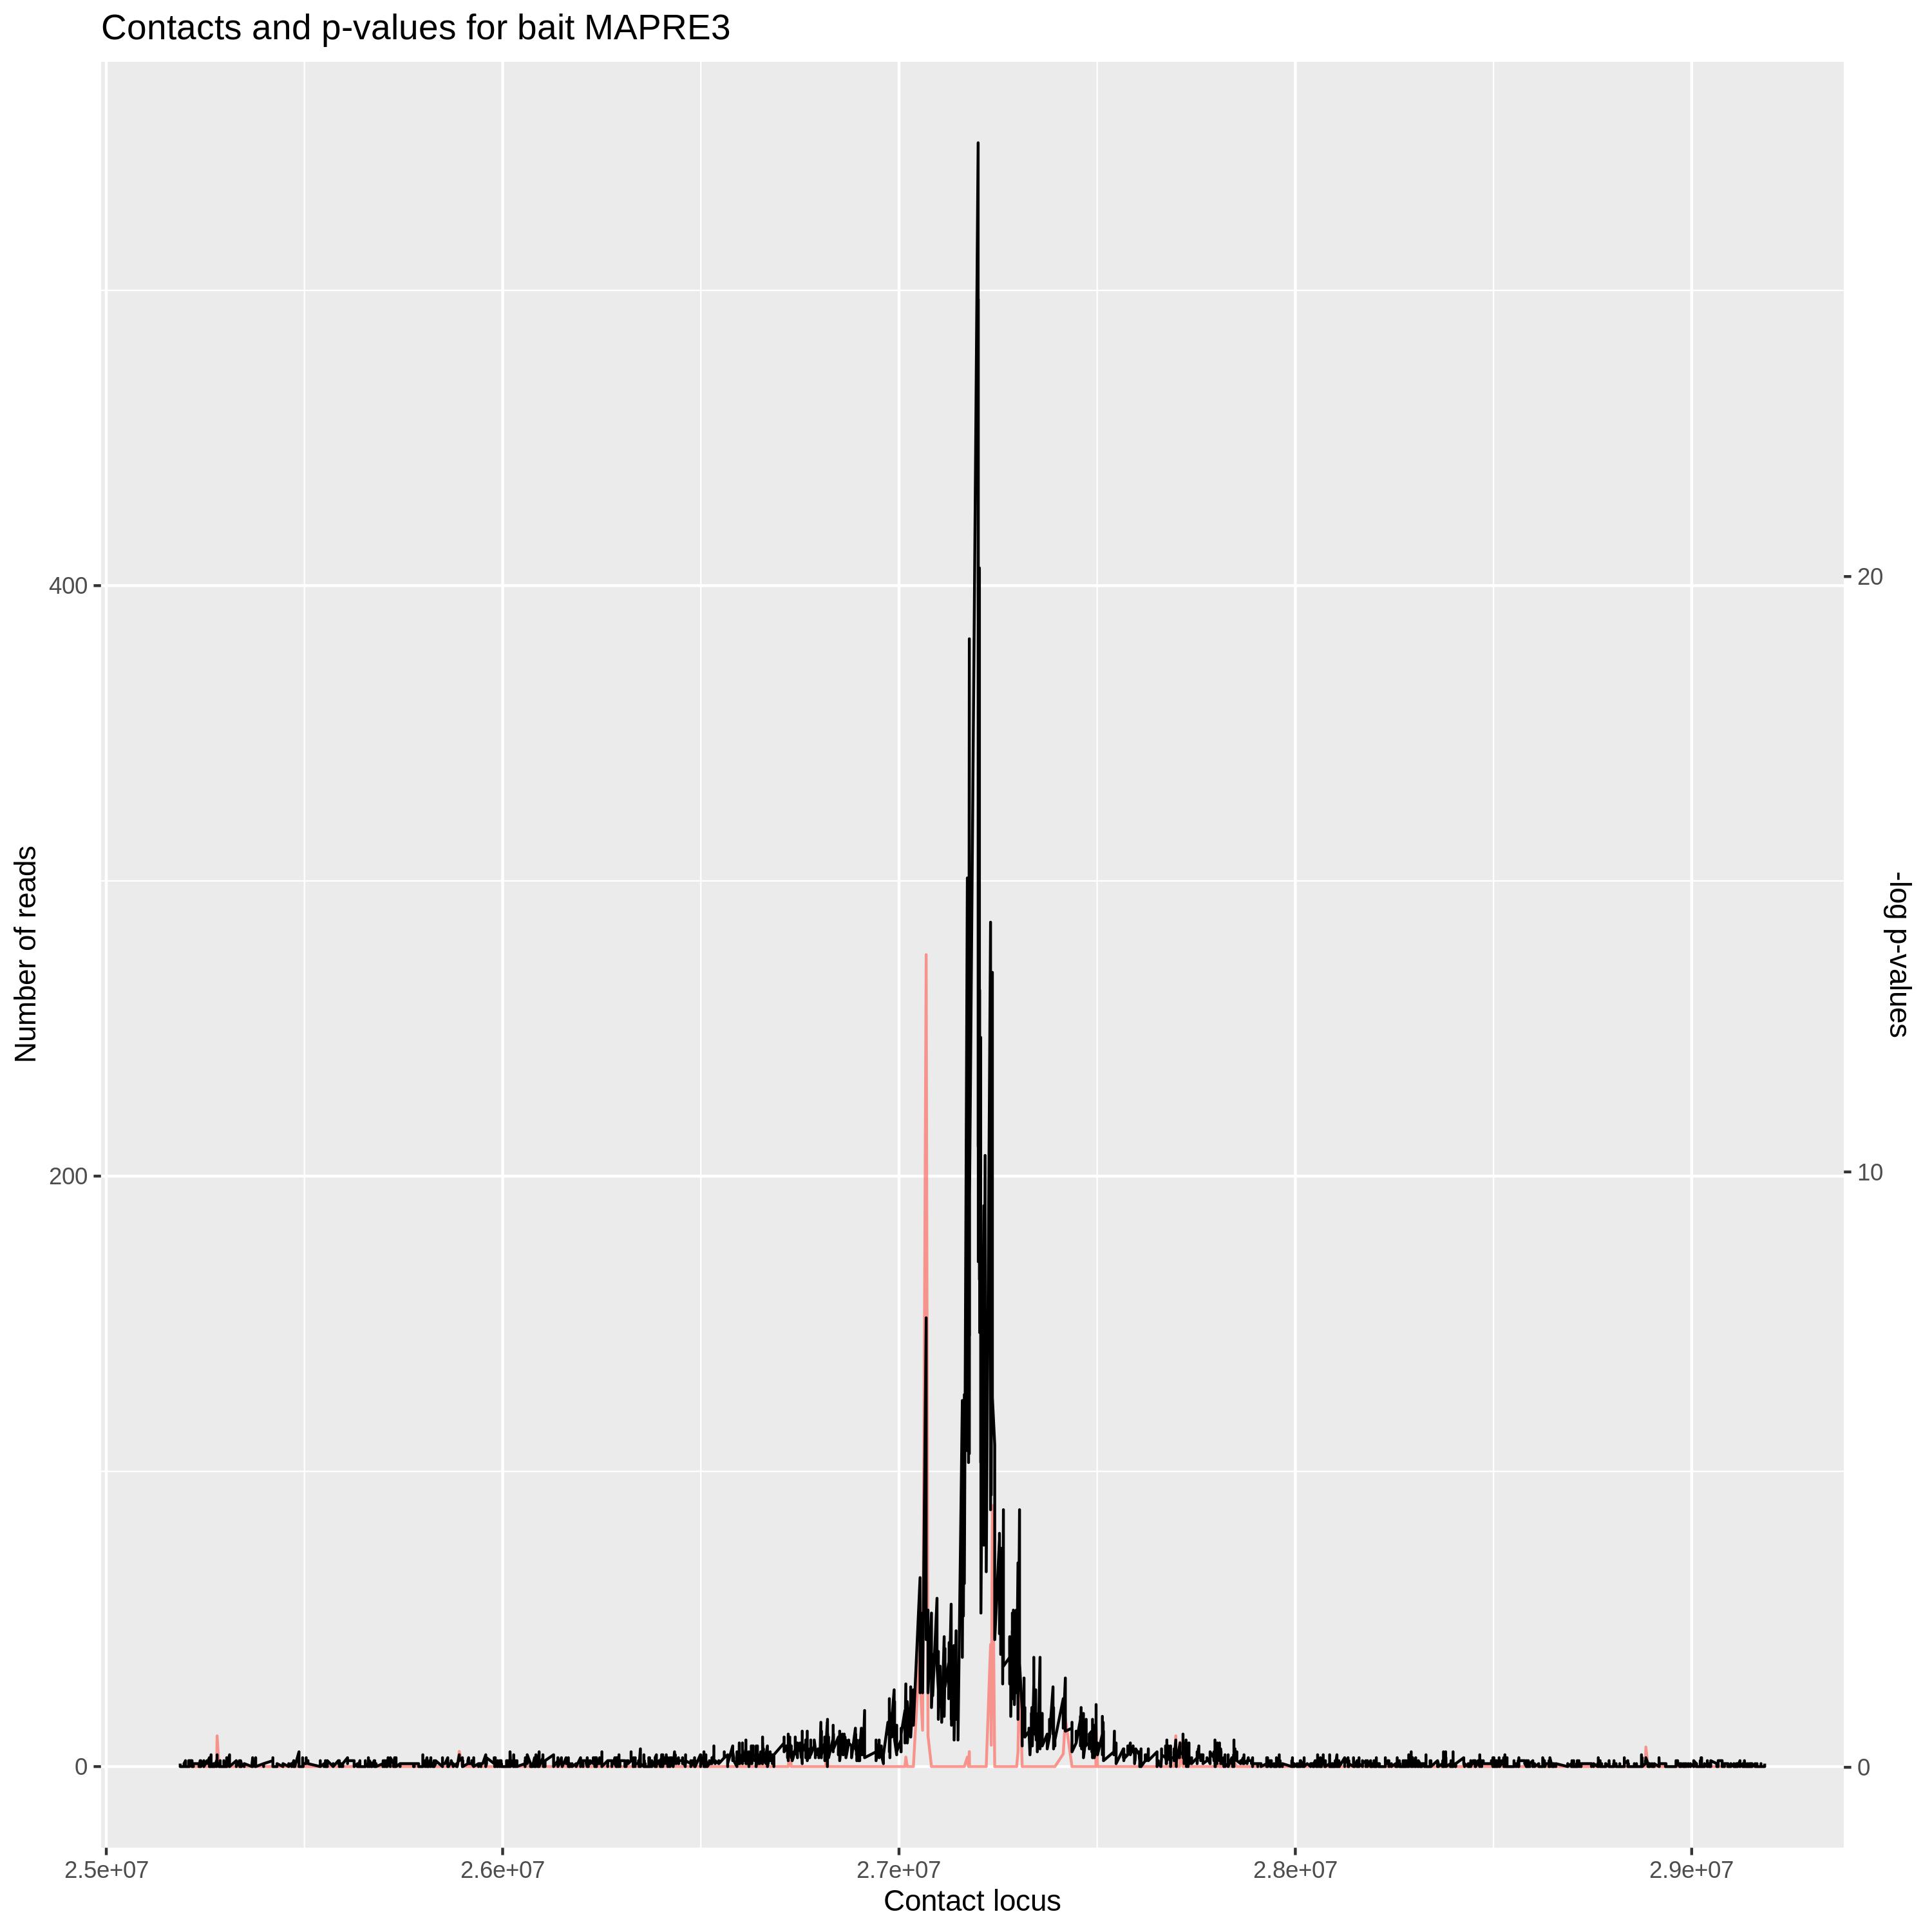 Contacts and p-values for bait MAPRE3
Number of reads
400
200
0
20
10
0
-log p-values
2.5e+07
2.6e+07
2.7e+07
2.8e+07
2.9e+07
Contact locus